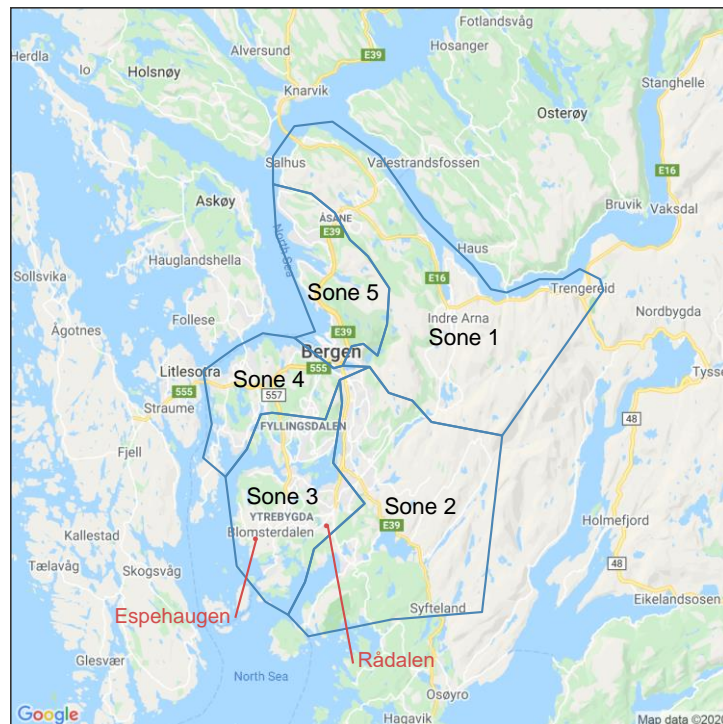 Fotlandsvåg
Alversund
Herdla
Io
Holsnøy
E39
Hosanger
Stanghelle
Knarvik
Osterøy
Salhus
Valestrandsfossen
E16
Askøy
Bruvik
Vaksdal
ÅSANE
E39
North Sea
Haus
Hauglandshella
Sollsvika
E16
Trengereid
Sone 5
Indre Arna
Nordbygda
Ågotnes
Follese
E39
Sone 1
Bergen
Litlesotra
Sone 4
555
Tysse
555
Straume
557
FYLLINGSDALEN
48
Fjell
Sone 3
Sone 2
YTREBYGDA
Holmefjord
Kallestad
Blomsterdalen
E39
Tælavåg
Skogsvåg
48
Eikelandsosen
Espehaugen
Syfteland
Glesvær
Rådalen
North Sea
Osøyro
Google
Hagavik
Map data ©202